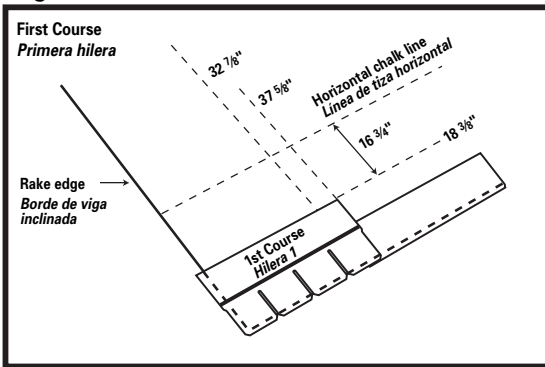 First Course
Primera hilera
32 7/8"
37 5/8"
Horizontal chalk line
Línea de tiza horizontal
16 3/4"
18 3/8"
Rake edge
Borde de viga
inclinada
1st Course
Hilera 1